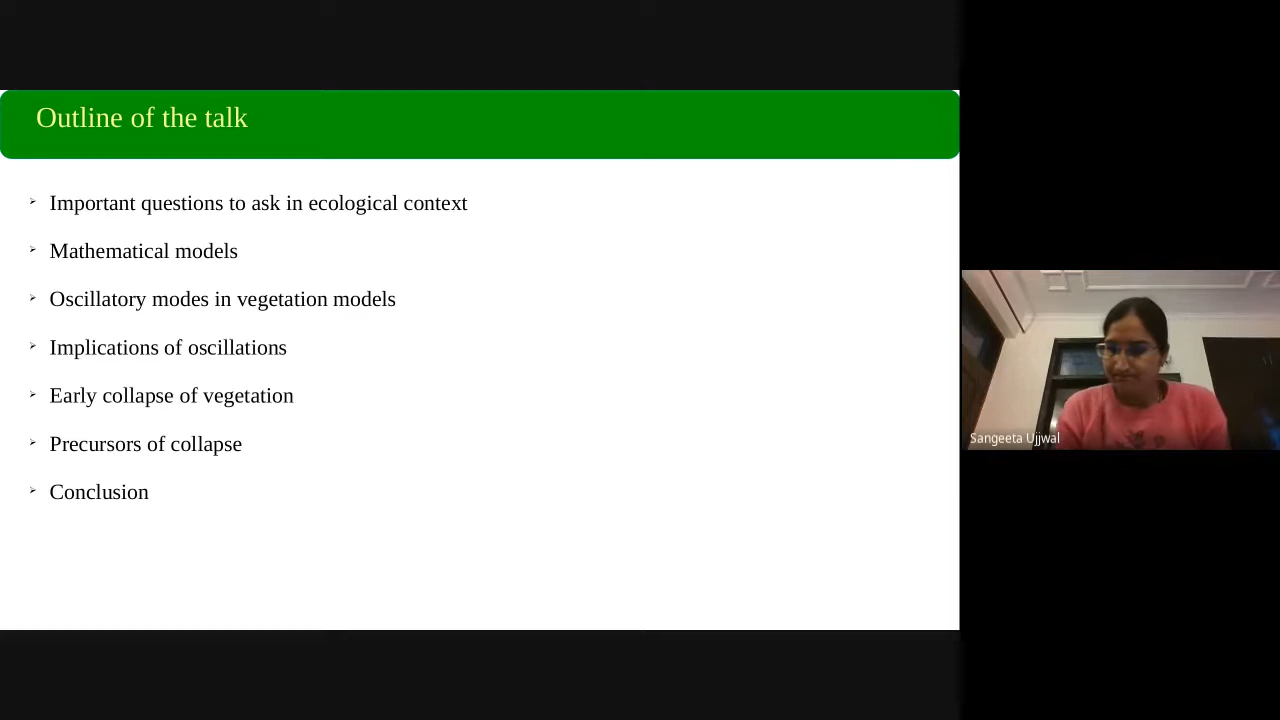 Outline of the talk
Important questions to ask in ecological context
Mathematical models
Oscillatory modes in vegetation models
Implications of oscillations
Early collapse of vegetation
Precursors of collapse
Conclusion
Sangeeta Ujjwal